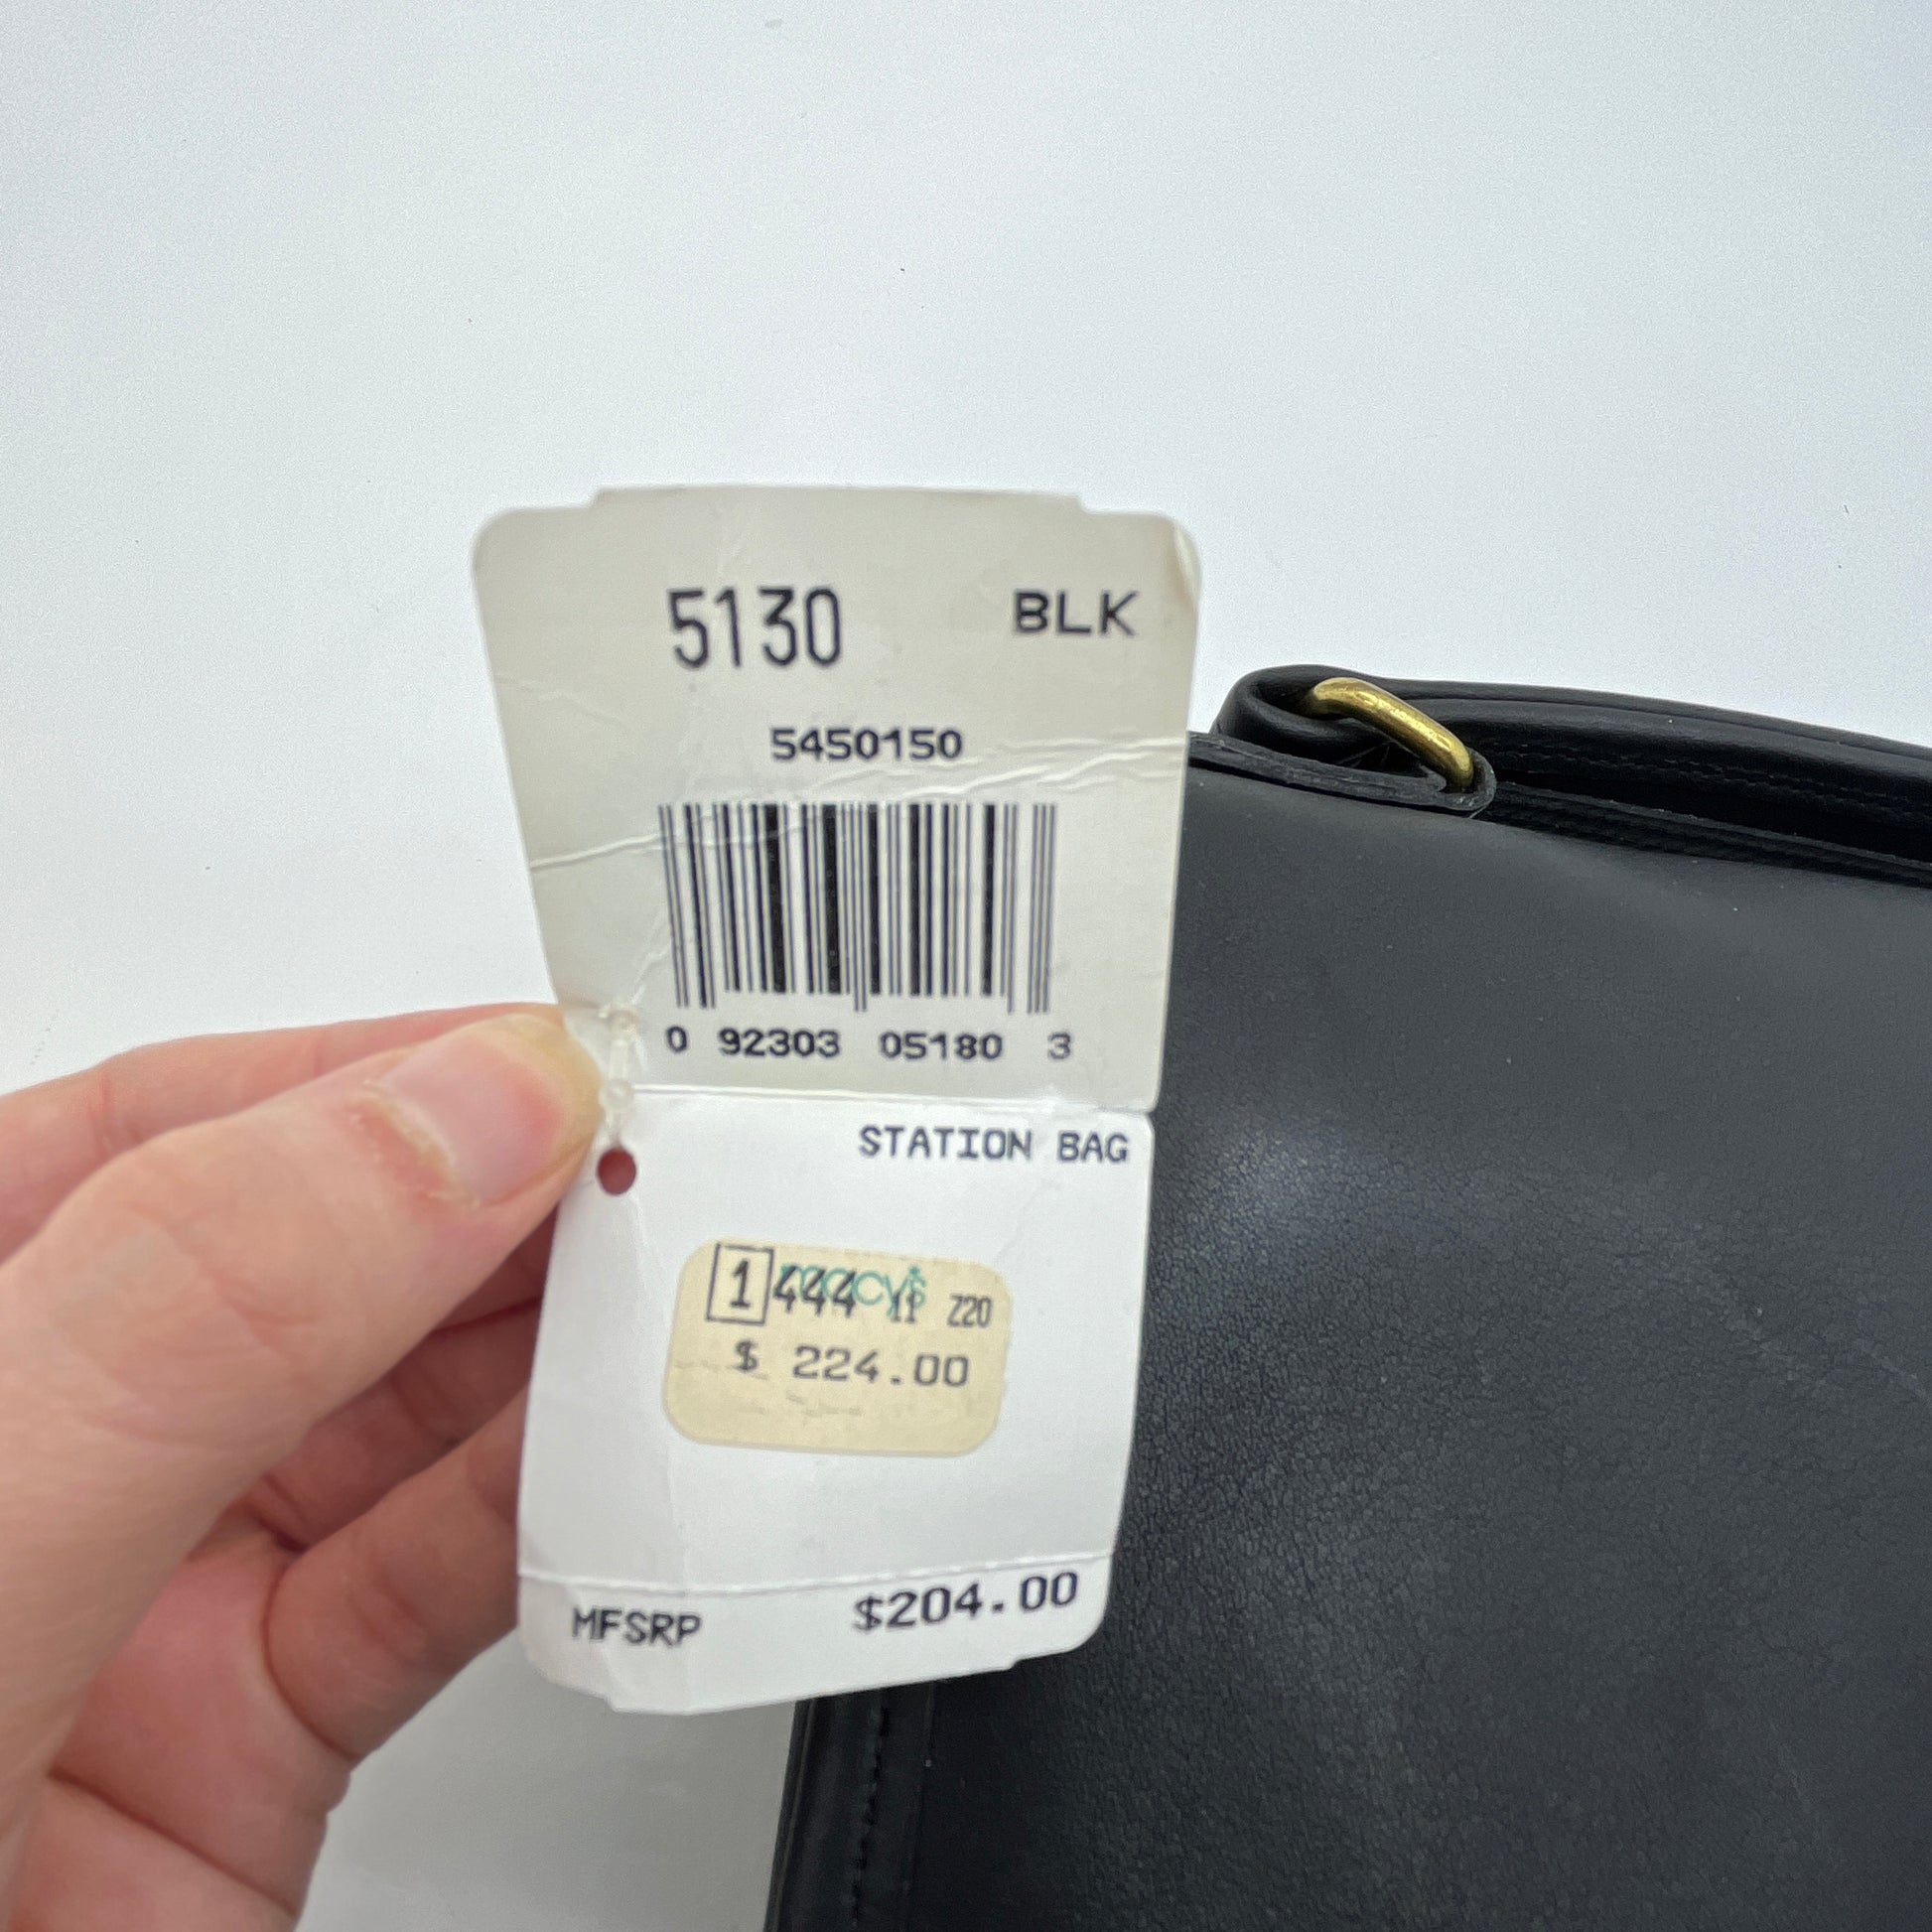 5130 BLK
5450150
0 92303 05180 3
STATION BAG
macy's
1 444 11 Z20
$ 224.00
MFSRP $204.00